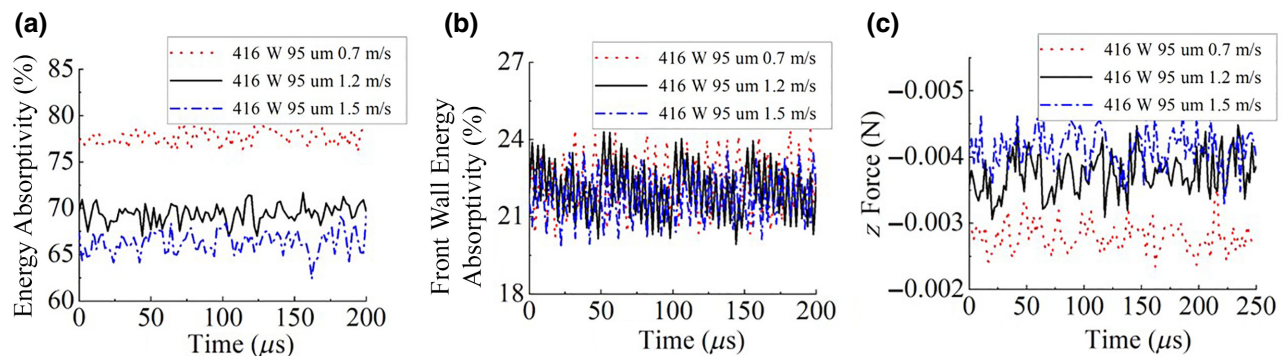 (a)
416 W 95 um 0.7 m/s
416 W 95 um 1.2 m/s
416 W 95 um 1.5 m/s
Energy Absorptivity (%)
85
80
75
70
65
60
0 50 100 150 200
Time (μs)
(b)
416 W 95 um 0.7 m/s
416 W 95 um 1.2 m/s
416 W 95 um 1.5 m/s
Front Wall Energy
Absorptivity (%)
27
24
21
18
0 50 100 150 200
Time (μs)
(c)
416 W 95 um 0.7 m/s
416 W 95 um 1.2 m/s
416 W 95 um 1.5 m/s
z Force (N)
−0.005
−0.004
−0.003
−0.002
0 50 100 150 200 250
Time (μs)